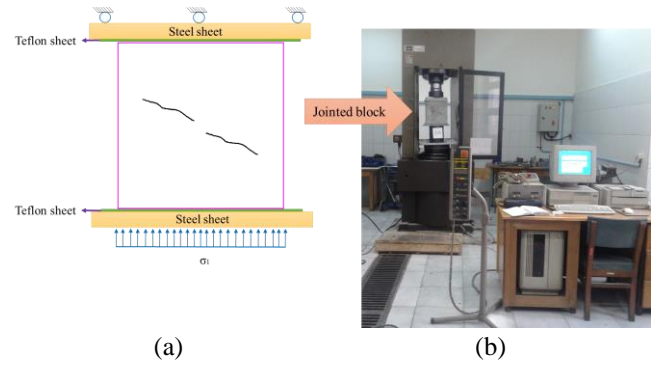 Steel sheet
Teflon sheet
Jointed block
Teflon sheet
Steel sheet
σ1
(a)
(b)